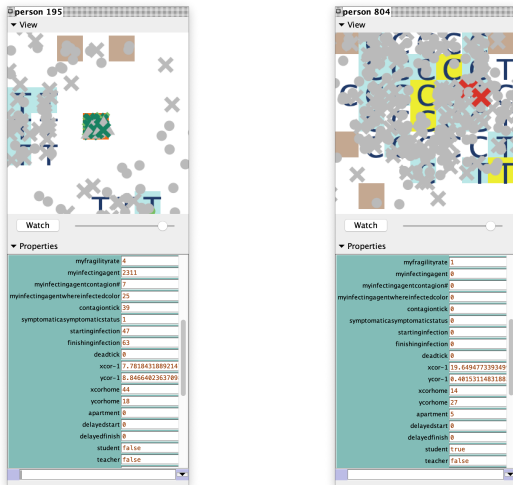 person 195
View
T
T T T
Watch
Properties
myfragilityrate 4
myinfectingagent 2311
myinfectingagentcontagion# 7
myinfectingagentwhereinfectedcolor 25
contagiontick 39
symptomaticasymptomaticstatus 1
startinginfection 47
finishinginfection 63
deadtick 0
xcor-1 7.7818431889214
ycor-1 8.8466402363709
xcorhome 44
ycorhome 18
apartment 0
delayedstart 0
delayedfinish 0
student false
teacher false
person 804
View
Watch
Properties
myfragilityrate 1
myinfectingagent 0
myinfectingagentcontagion# 0
myinfectingagentwhereinfectedcolor 0
contagiontick 0
symptomaticasymptomaticstatus 0
startinginfection 0
finishinginfection 0
deadtick 0
xcor-1 19.649477339349
ycor-1 0.4015311483188
xcorhome 14
ycorhome 27
apartment 5
delayedstart 0
delayedfinish 0
student true
teacher false